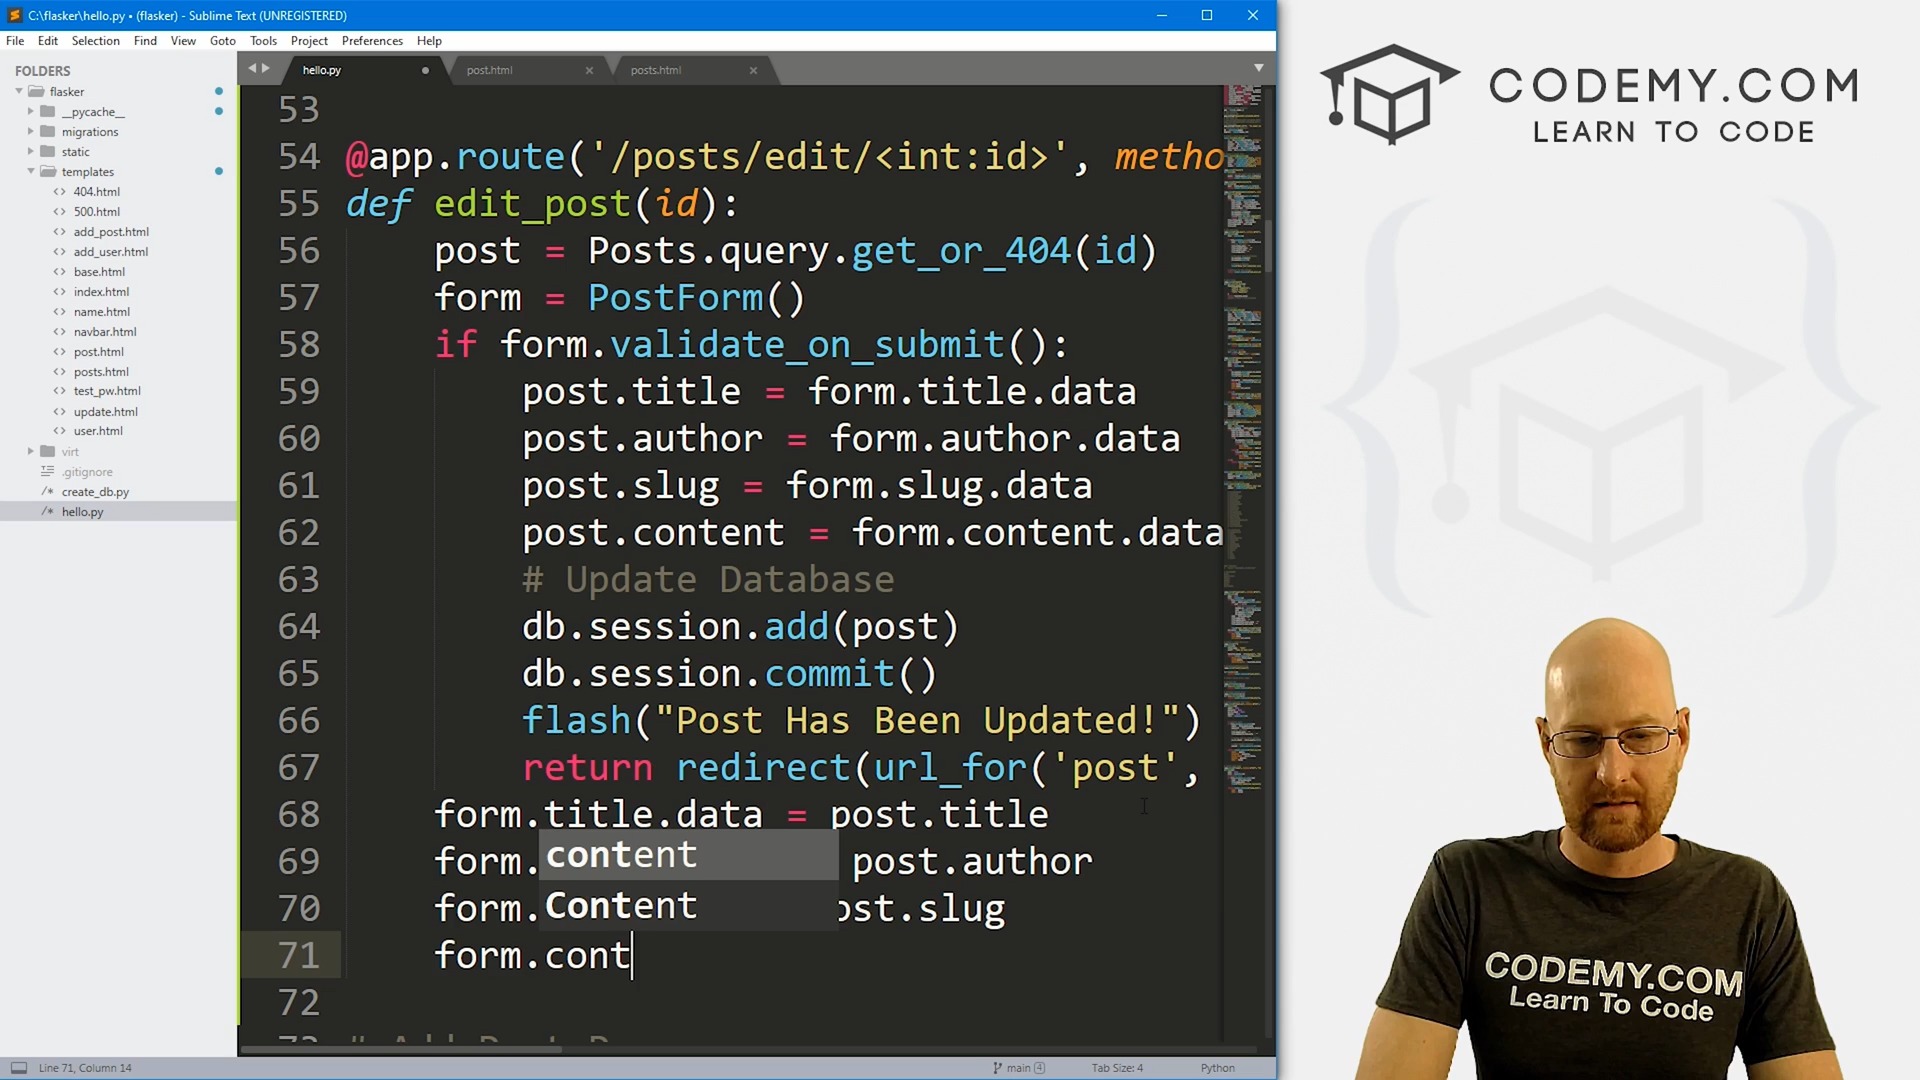 C:\flasker\hello.py • (flasker) - Sublime Text (UNREGISTERED)
File Edit Selection Find View Goto Tools Project Preferences Help
FOLDERS
flasker
__pycache__
migrations
static
templates
404.html
500.html
add_post.html
add_user.html
base.html
index.html
name.html
navbar.html
post.html
posts.html
test_pw.html
update.html
user.html
virt
.gitignore
create_db.py
hello.py
hello.py post.html posts.html
53
54 @app.route('/posts/edit/<int:id>', metho
55 def edit_post(id):
56 post = Posts.query.get_or_404(id)
57 form = PostForm()
58 if form.validate_on_submit():
59 post.title = form.title.data
60 post.author = form.author.data
61 post.slug = form.slug.data
62 post.content = form.content.data
63 # Update Database
64 db.session.add(post)
65 db.session.commit()
66 flash("Post Has Been Updated!")
67 return redirect(url_for('post',
68 form.title.data = post.title
69 form. post.author
70 form. ost.slug
71 form.cont
72
content
Content
Line 71, Column 14
main 4
Tab Size: 4
Python
CODEMY.COM
LEARN TO CODE
CODEMY.COM
Learn To Code